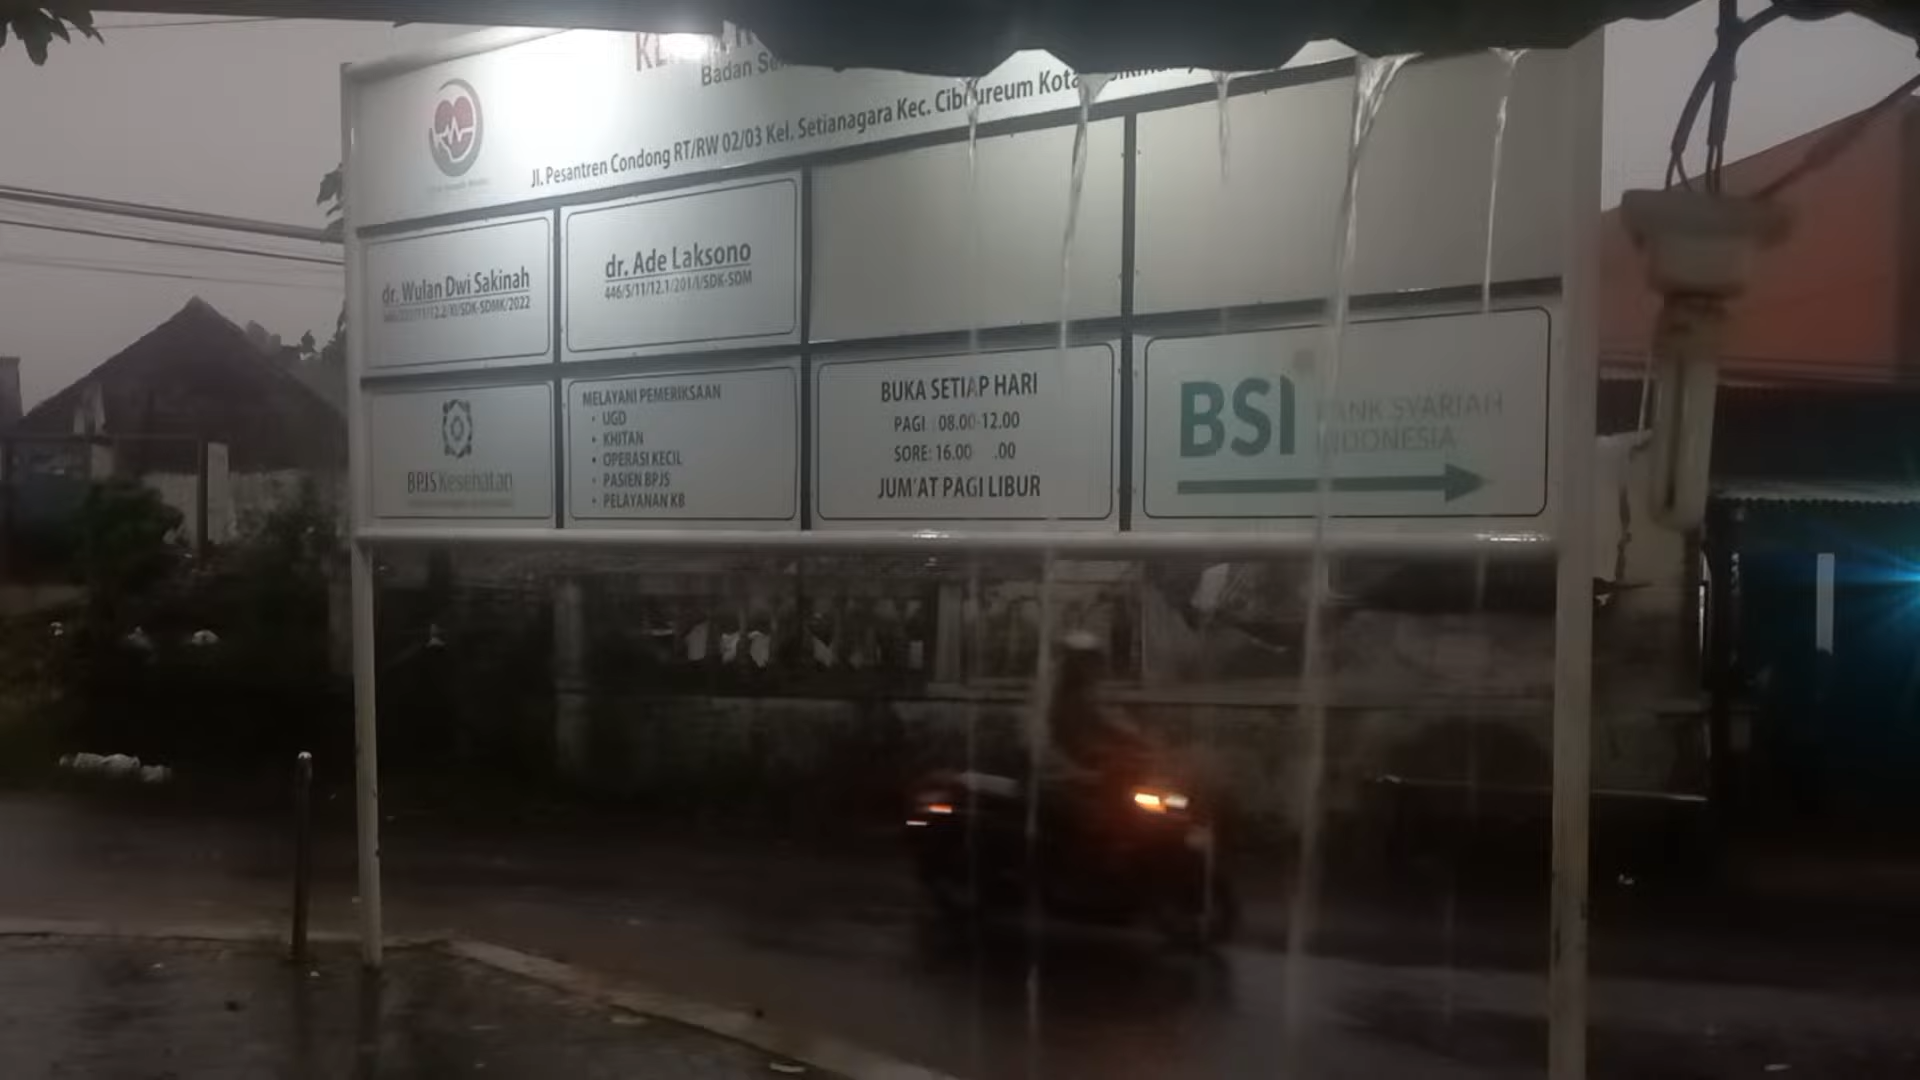 Badan
Jl. Pesantren Condong RT/RW 02/03 Kel. Setianagara Kec. Cibeureum Kota
dr. Wulan Dwi Sakinah
dr. Ade Laksono
446/5/11/12.1/201/I/SDK-SDM
BPJS Kesehatan
MELAYANI PEMERIKSAAN
• UGD
• KHITAN
• OPERASI KECIL
• PASIEN BPJS
• PELAYANAN KB
BUKA SETIAP HARI
PAGI : 08.00-12.00
SORE: 16.00 .00
JUM'AT PAGI LIBUR
BSI BANK SYARIAH
INDONESIA